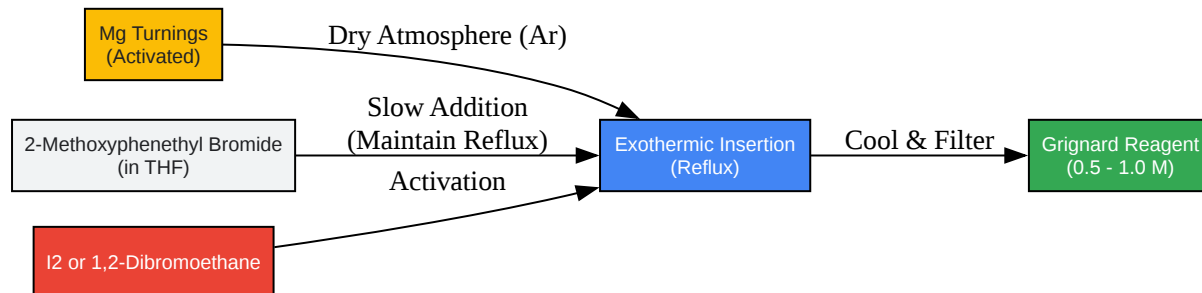 Mg Turnings
(Activated)
Dry Atmosphere (Ar)
2-Methoxyphenethyl Bromide
(in THF)
Slow Addition
(Maintain Reflux)
Activation
I2 or 1,2-Dibromoethane
Exothermic Insertion
(Reflux)
Cool & Filter
Grignard Reagent
(0.5 - 1.0 M)